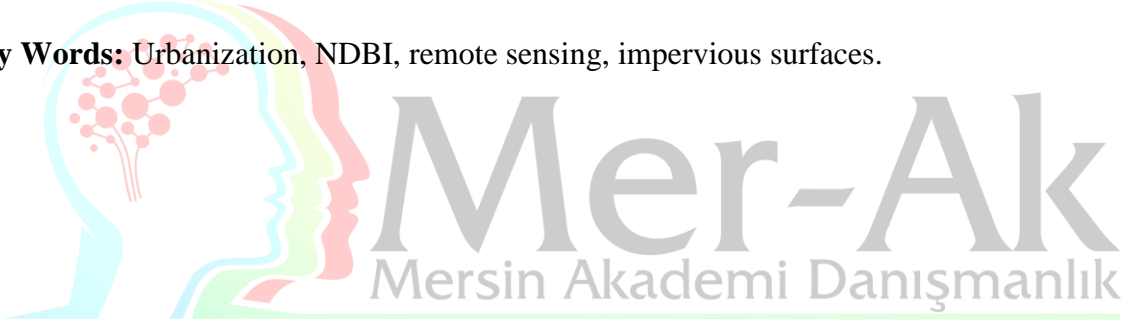 y Words: Urbanization, NDBI, remote sensing, impervious surfaces.
Mer-Ak
Mersin Akademi Danışmanlık